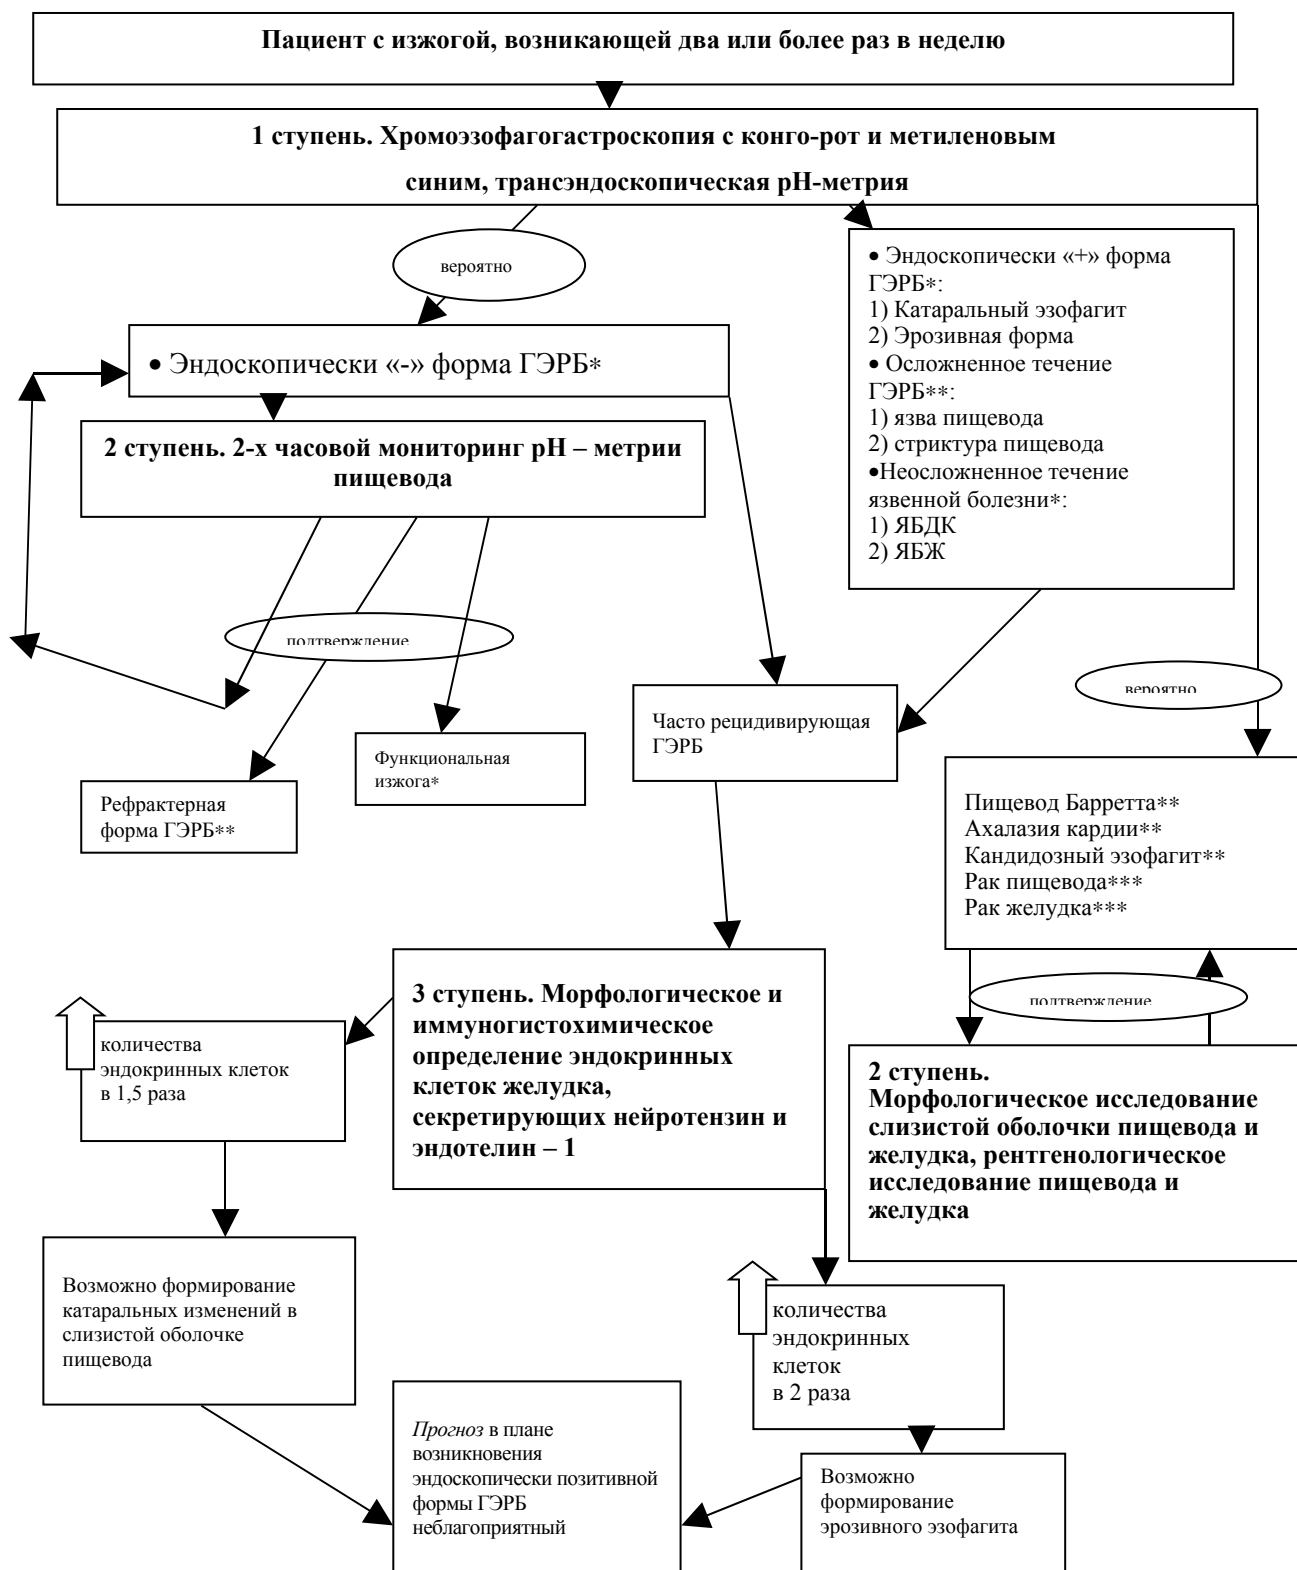 Пациент с изжогой, возникающей два или более раз в неделю
1 ступень. Хромоэзофагогастроскопия с конго-рот и метиленовым
синим, трансэндоскопическая pH-метрия
вероятно
• Эндоскопически «+» форма
ГЭРБ*:
1) Катаральный эзофагит
2) Эрозивная форма
• Осложненное течение
ГЭРБ**:
1) язва пищевода
2) стриктура пищевода
•Неосложненное течение
язвенной болезни*:
1) ЯБДК
2) ЯБЖ
• Эндоскопически «-» форма ГЭРБ*
2 ступень. 2-х часовой мониторинг pH – метрии
пищевода
подтверждение
вероятно
Часто рецидивирующая
ГЭРБ
Функциональная
изжога*
Рефрактерная
форма ГЭРБ**
Пищевод Барретта**
Ахалазия кардии**
Кандидозный эзофагит**
Рак пищевода***
Рак желудка***
подтверждение
3 ступень. Морфологическое и
иммуногистохимическое
определение эндокринных
клеток желудка,
секретирующих нейротензин и
эндотелин – 1
количества
эндокринных клеток
в 1,5 раза
2 ступень.
Морфологическое исследование
слизистой оболочки пищевода и
желудка, рентгенологическое
исследование пищевода и
желудка
Возможно формирование
катаральных изменений в
слизистой оболочке
пищевода
количества
эндокринных
клеток
в 2 раза
Прогноз в плане
возникновения
эндоскопически позитивной
формы ГЭРБ
неблагоприятный
Возможно
формирование
эрозивного эзофагита